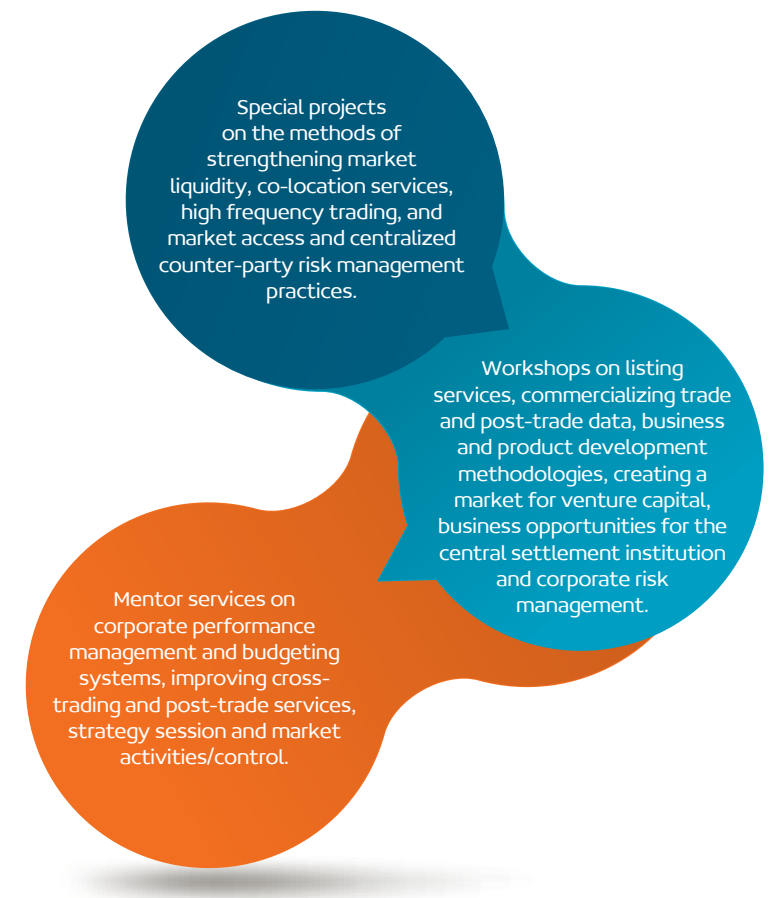 Special projects
on the methods of
strengthening market
liquidity, co-location services,
high frequency trading, and
market access and centralized
counter-party risk management
practices.
Workshops on listing
services, commercializing trade
and post-trade data, business
and product development
methodologies, creating a
market for venture capital,
business opportunities for the
central settlement institution
and corporate risk
management.
Mentor services on
corporate performance
management and budgeting
systems, improving cross-
trading and post-trade services,
strategy session and market
activities/control.